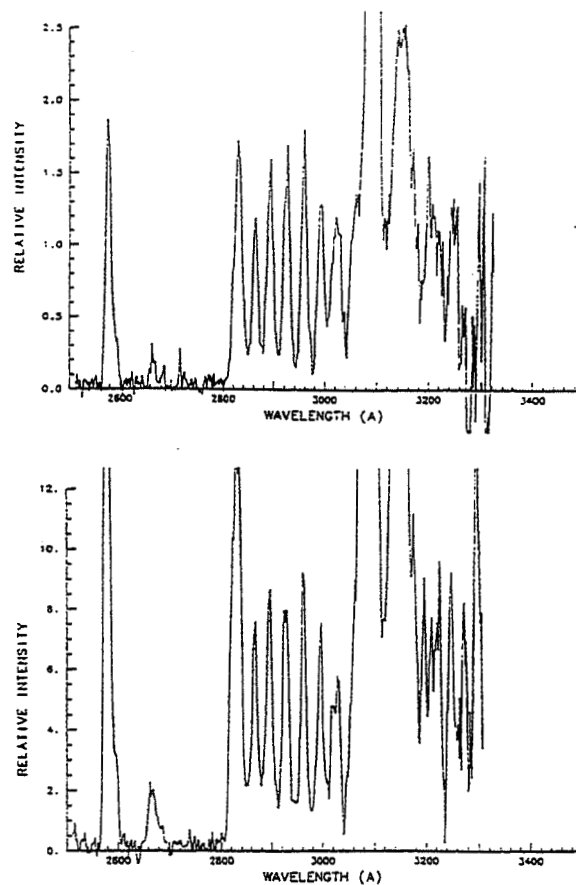 2.5
2.0
1.5
1.0
0.5
0.0
RELATIVE INTENSITY
2600 2800 3000 3200 3400
WAVELENGTH (A)
12.
10.
8.
6.
4.
2.
0.
RELATIVE INTENSITY
2600 2800 3000 3200 3400
WAVELENGTH (A)